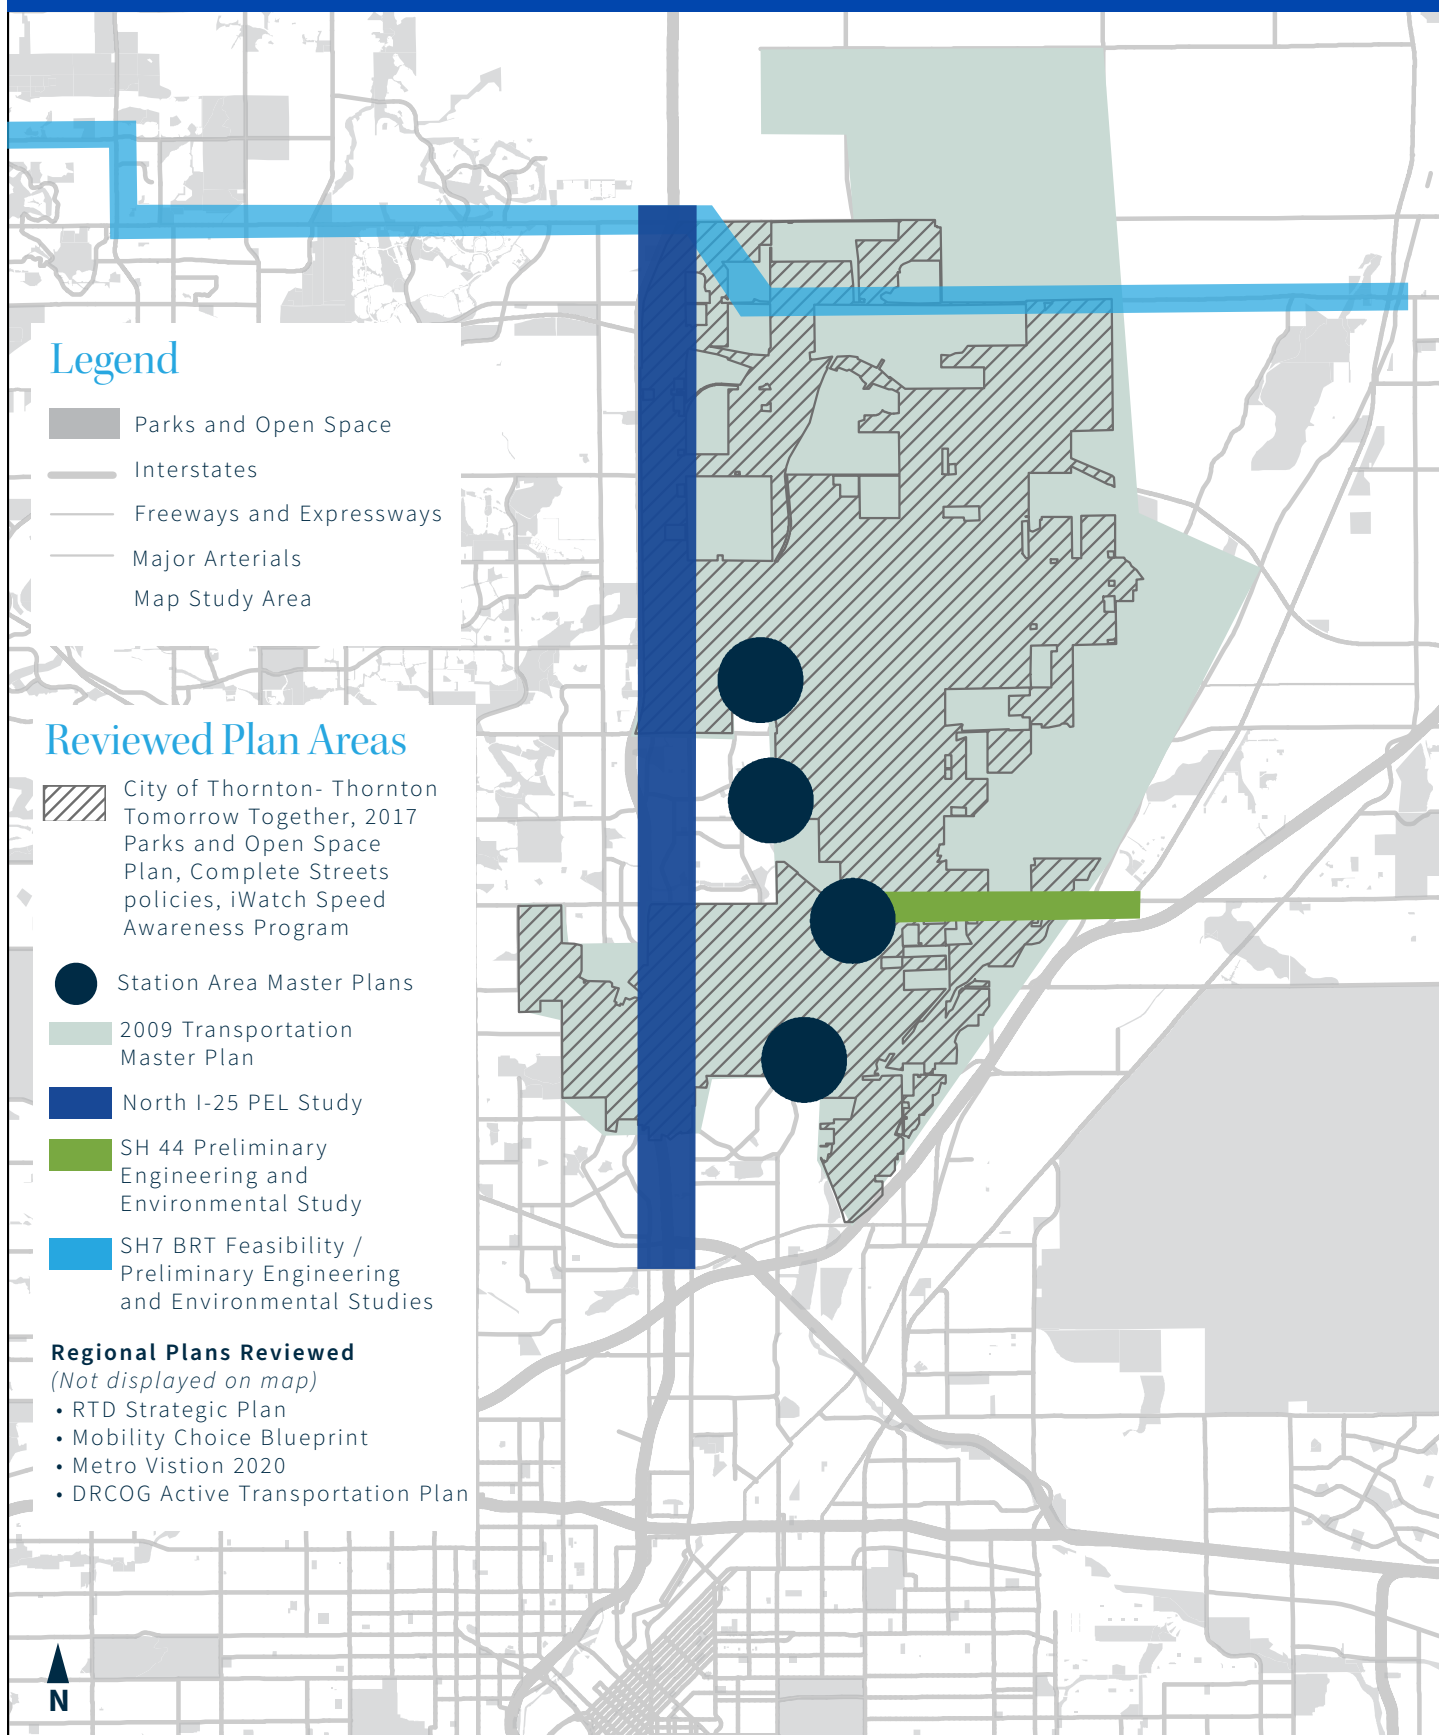 Legend
Parks and Open Space
Interstates
Freeways and Expressways
Major Arterials
Map Study Area
Reviewed Plan Areas
City of Thornton- Thornton
Tomorrow Together, 2017
Parks and Open Space
Plan, Complete Streets
policies, iWatch Speed
Awareness Program
Station Area Master Plans
2009 Transportation
Master Plan
North I-25 PEL Study
SH 44 Preliminary
Engineering and
Environmental Study
SH7 BRT Feasibility /
Preliminary Engineering
and Environmental Studies
Regional Plans Reviewed
(Not displayed on map)
• RTD Strategic Plan
• Mobility Choice Blueprint
• Metro Vistion 2020
• DRCOG Active Transportation Plan
N